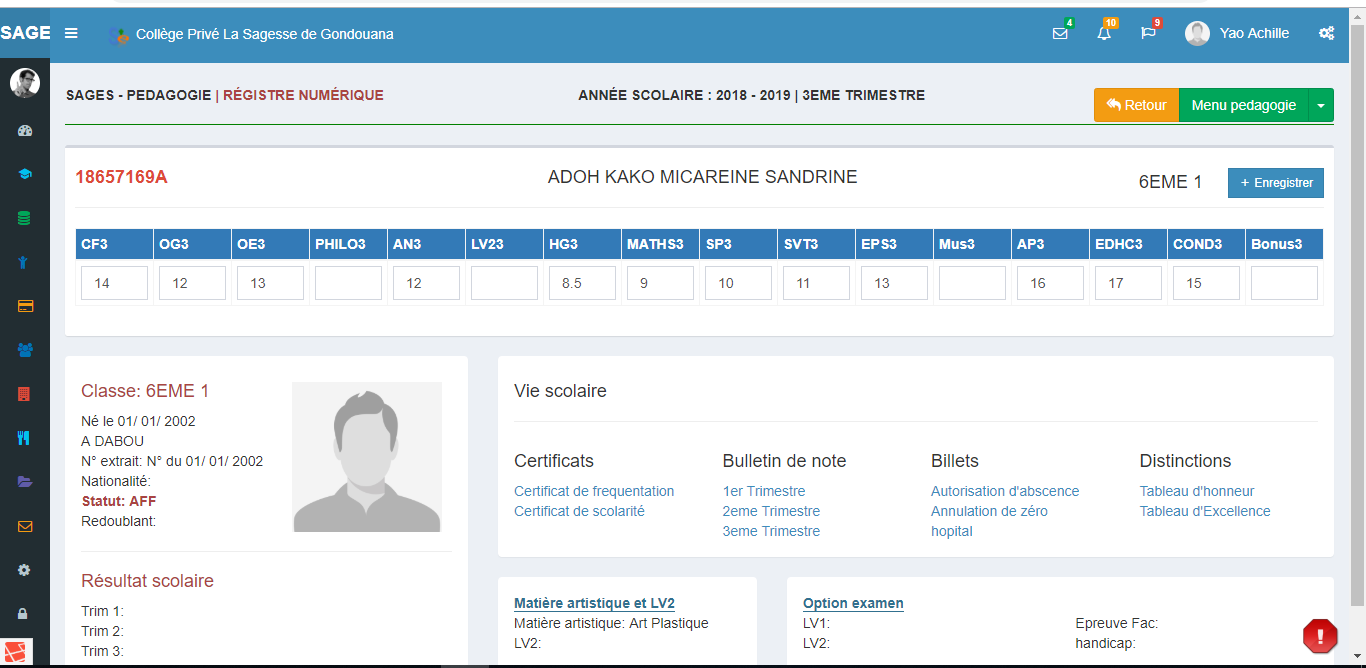 SAGE
Collège Privé La Sagesse de Gondouana
4
10
9
Yao Achille
SAGES - PEDAGOGIE | RÉGISTRE NUMÉRIQUE
ANNÉE SCOLAIRE : 2018 - 2019 | 3EME TRIMESTRE
Retour
Menu pedagogie
18657169A
ADOH KAKO MICAREINE SANDRINE
6EME 1
+ Enregistrer
CF3 OG3 OE3 PHILO3 AN3 LV23 HG3 MATHS3 SP3 SVT3 EPS3 Mus3 AP3 EDHC3 COND3 Bonus3
14 12 13 12 8.5 9 10 11 13 16 17 15
Classe: 6EME 1
Né le 01/ 01/ 2002
A DABOU
N° extrait: N° du 01/ 01/ 2002
Nationalité:
Statut: AFF
Redoublant:
Résultat scolaire
Trim 1:
Trim 2:
Trim 3:
Vie scolaire
Certificats
Certificat de frequentation
Certificat de scolarité
Bulletin de note
1er Trimestre
2eme Trimestre
3eme Trimestre
Billets
Autorisation d'abscence
Annulation de zéro
hopital
Distinctions
Tableau d'honneur
Tableau d'Excellence
Matière artistique et LV2
Matière artistique: Art Plastique
LV2:
Option examen
LV1:
LV2:
Epreuve Fac:
handicap: